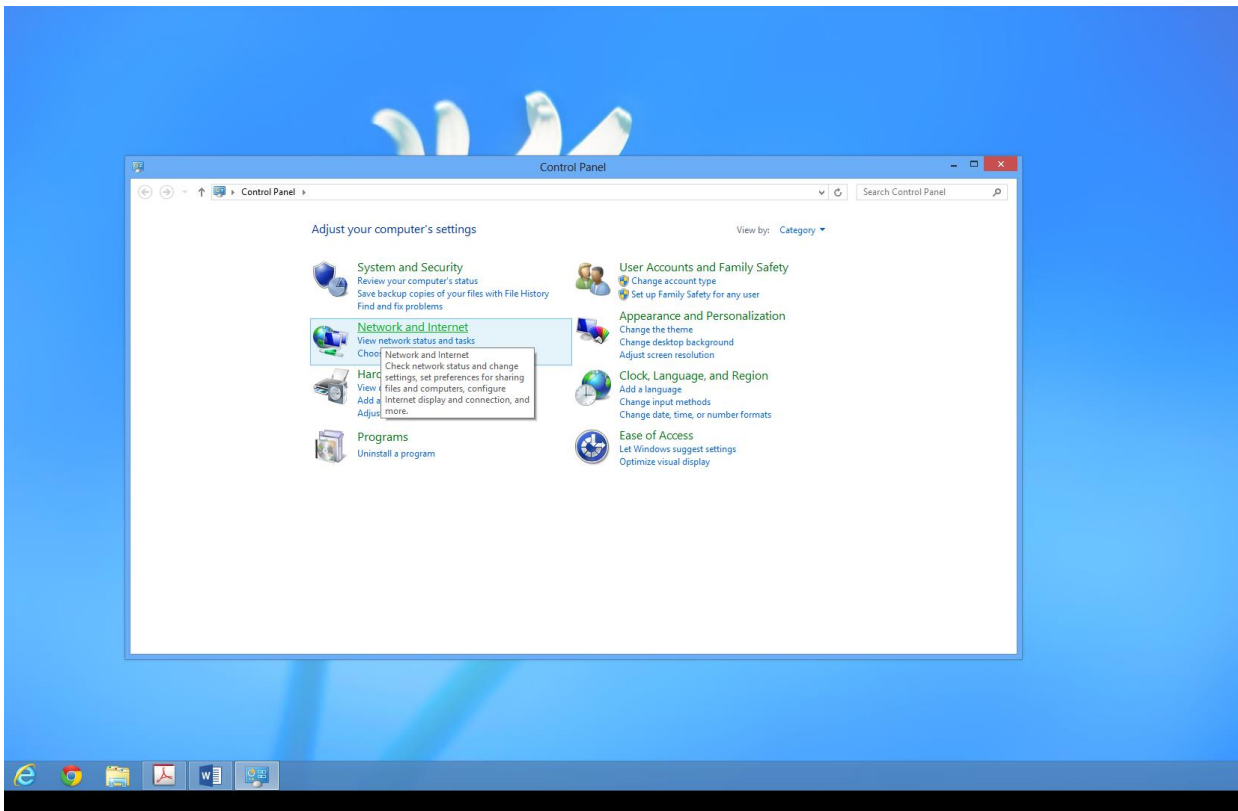 Control Panel
Control Panel
Search Control Panel
Adjust your computer's settings
View by: Category
System and Security
Review your computer's status
Save backup copies of your files with File History
Find and fix problems
Network and Internet
View network status and tasks
Choos
Network and Internet
Check network status and change
settings, set preferences for sharing
files and computers, configure
Internet display and connection, and
more.
Hard
View
Add a
Adjus
Programs
Uninstall a program
User Accounts and Family Safety
Change account type
Set up Family Safety for any user
Appearance and Personalization
Change the theme
Change desktop background
Adjust screen resolution
Clock, Language, and Region
Add a language
Change input methods
Change date, time, or number formats
Ease of Access
Let Windows suggest settings
Optimize visual display